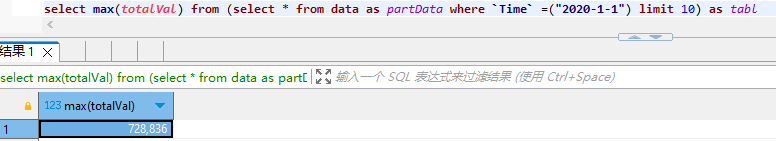 select max(totalVal) from (select * from data as partData where `Time` =("2020-1-1") limit 10) as tabl
结果 1
select max(totalVal) from (select * from data as partD
输入一个 SQL 表达式来过滤结果 (使用 Ctrl+Space)
123 max(totalVal)
1 728,836